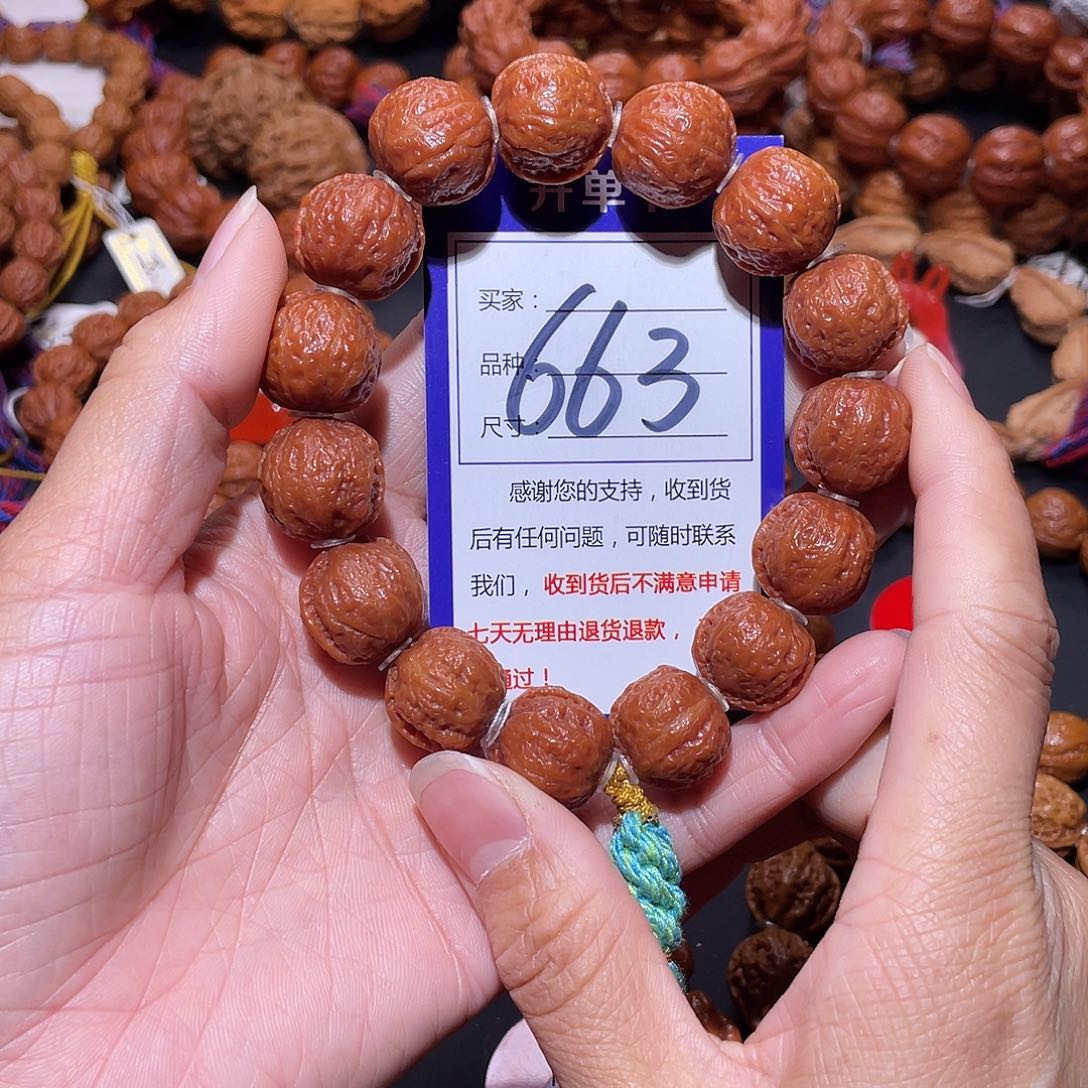 开单
买家：
品种：
尺寸：
663
感谢您的支持，收到货
后有任何问题，可随时联系
我们，收到货后不满意申请
七天无理由退货退款，
通过！